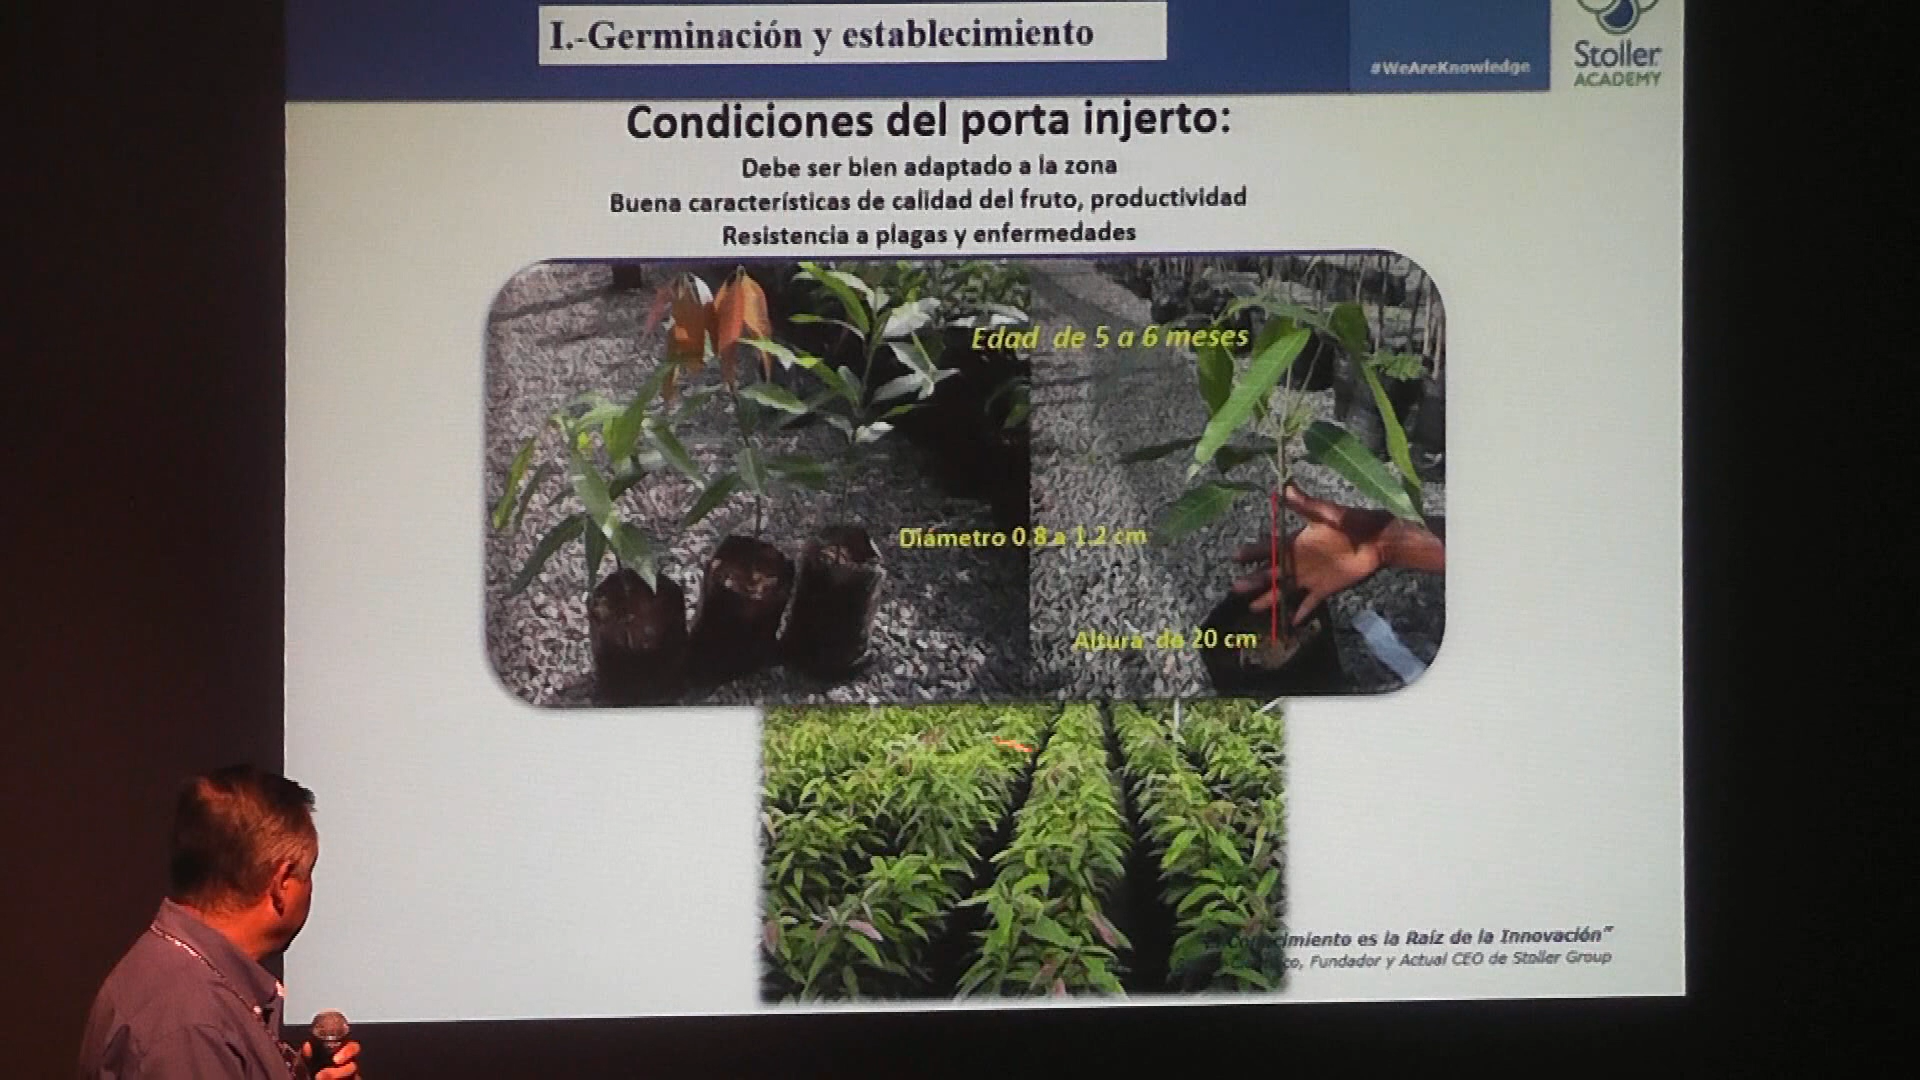 I.-Germinación y establecimiento
#WeAreKnowledge
Stoller
ACADEMY
Condiciones del porta injerto:
Debe ser bien adaptado a la zona
Buena características de calidad del fruto, productividad
Resistencia a plagas y enfermedades
Edad de 5 a 6 meses
Diámetro 0.8 a 1.2 cm
Altura de 20 cm
Conocimiento es la Raíz de la Innovación”
Fundador y Actual CEO de Stoller Group